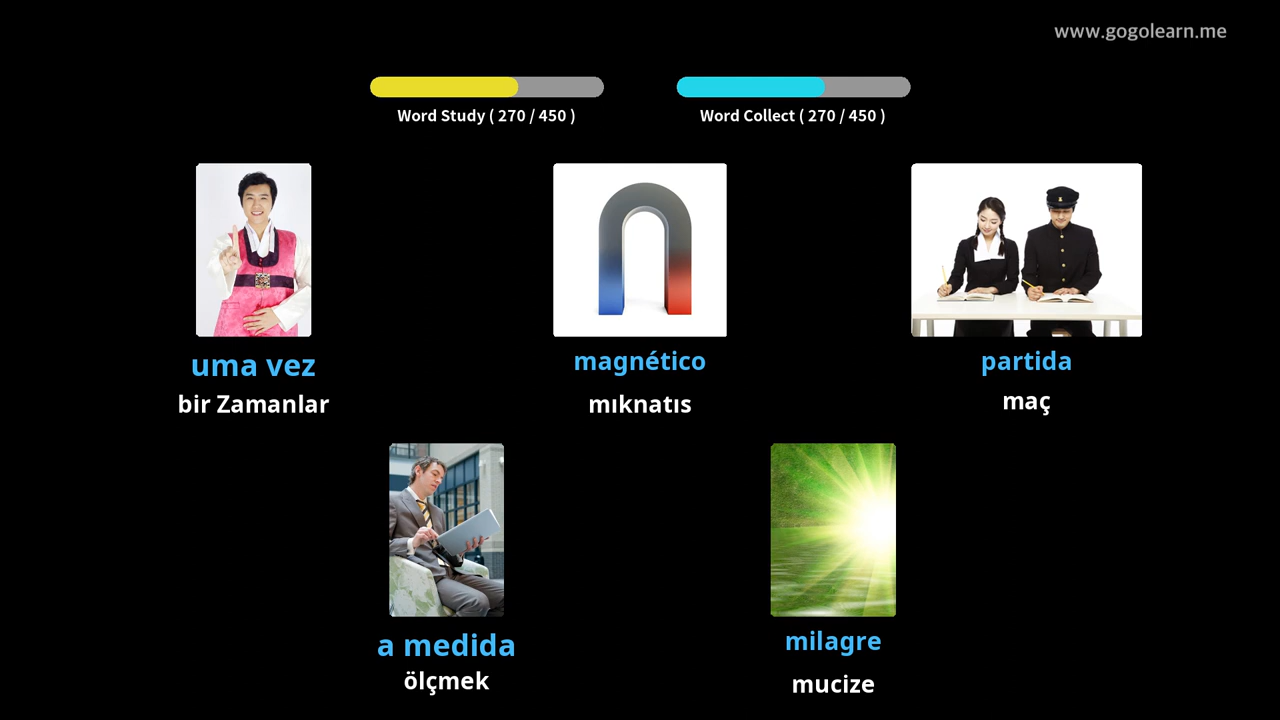 www.gogolearn.me
Word Study ( 270 / 450 )
Word Collect ( 270 / 450 )
uma vez
bir Zamanlar
magnético
mıknatıs
partida
maç
a medida
ölçmek
milagre
mucize